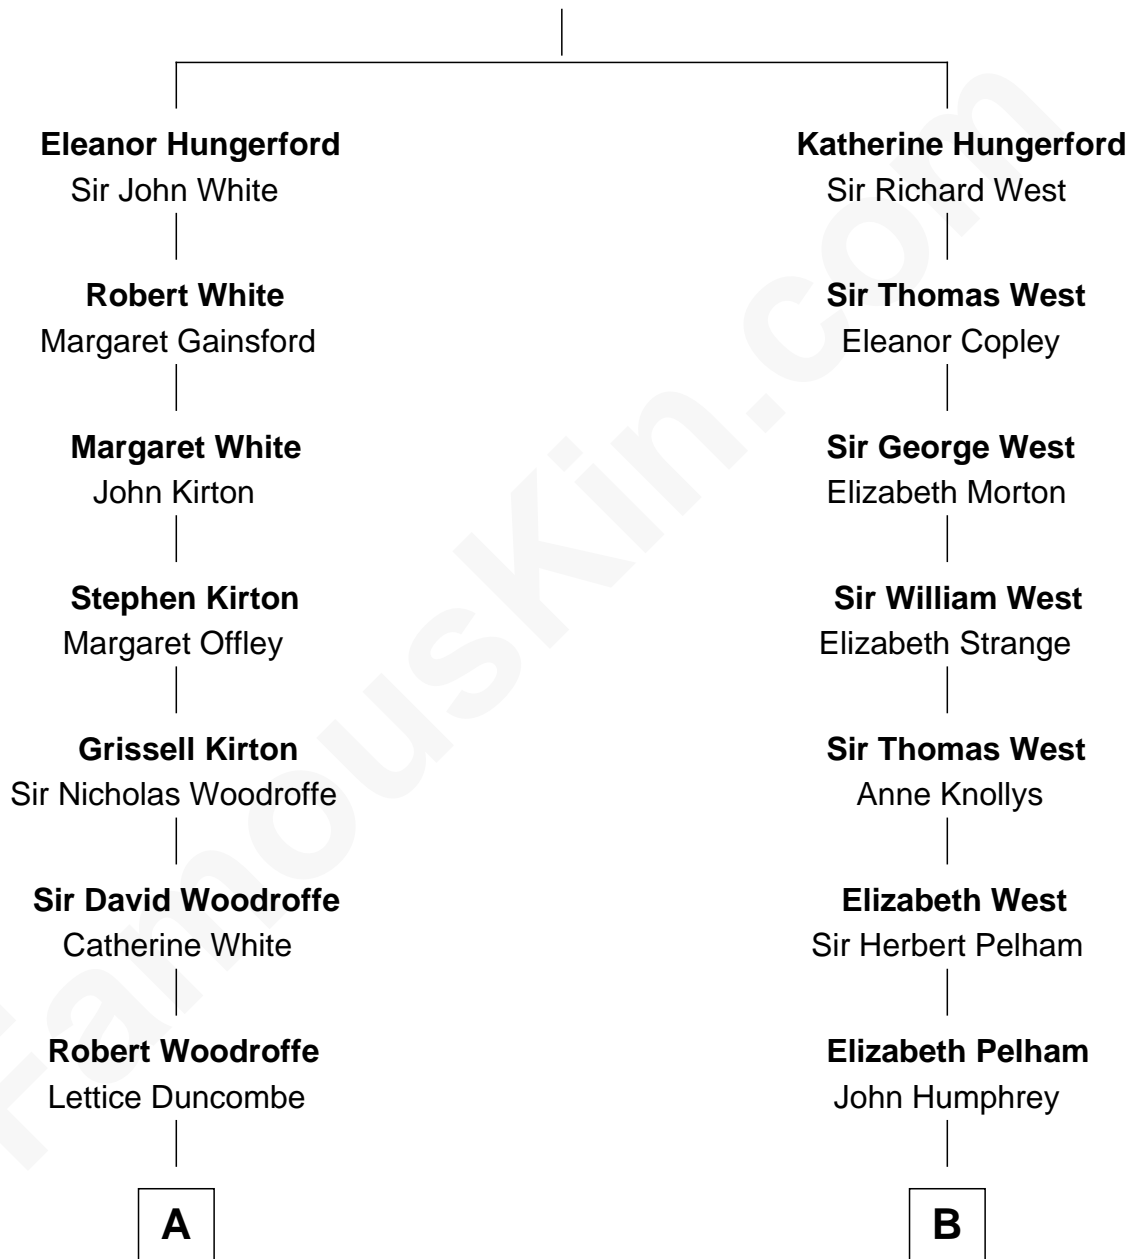 Eleanor Hungerford
Sir John White
Robert White
Margaret Gainsford
Margaret White
John Kirton
Stephen Kirton
Margaret Offley
Grissell Kirton
Sir Nicholas Woodroffe
Sir David Woodroffe
Catherine White
Robert Woodroffe
Lettice Duncombe
A
Katherine Hungerford
Sir Richard West
Sir Thomas West
Eleanor Copley
Sir George West
Elizabeth Morton
Sir William West
Elizabeth Strange
Sir Thomas West
Anne Knollys
Elizabeth West
Sir Herbert Pelham
Elizabeth Pelham
John Humphrey
B
FamousKin.com